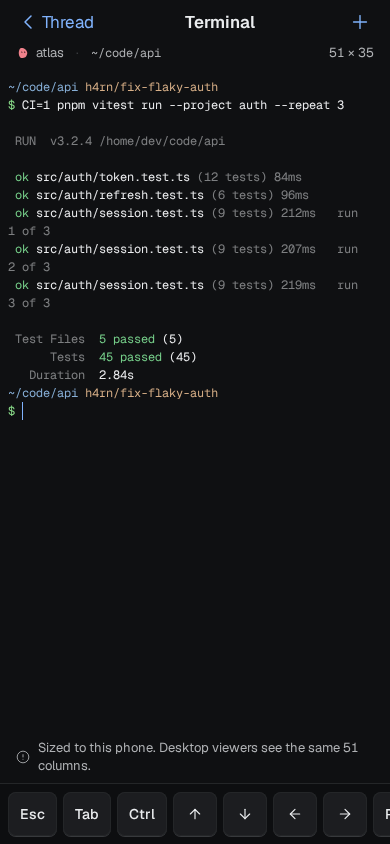 Thread
Terminal
atlas · ~/code/api
51 × 35
~/code/api h4rn/fix-flaky-auth
$ CI=1 pnpm vitest run --project auth --repeat 3
RUN v3.2.4 /home/dev/code/api
ok src/auth/token.test.ts (12 tests) 84ms
ok src/auth/refresh.test.ts (6 tests) 96ms
ok src/auth/session.test.ts (9 tests) 212ms run
1 of 3
ok src/auth/session.test.ts (9 tests) 207ms run
2 of 3
ok src/auth/session.test.ts (9 tests) 219ms run
3 of 3
Test Files 5 passed (5)
Tests 45 passed (45)
Duration 2.84s
~/code/api h4rn/fix-flaky-auth
$
Sized to this phone. Desktop viewers see the same 51
columns.
Esc Tab Ctrl ↑ ↓ ← →